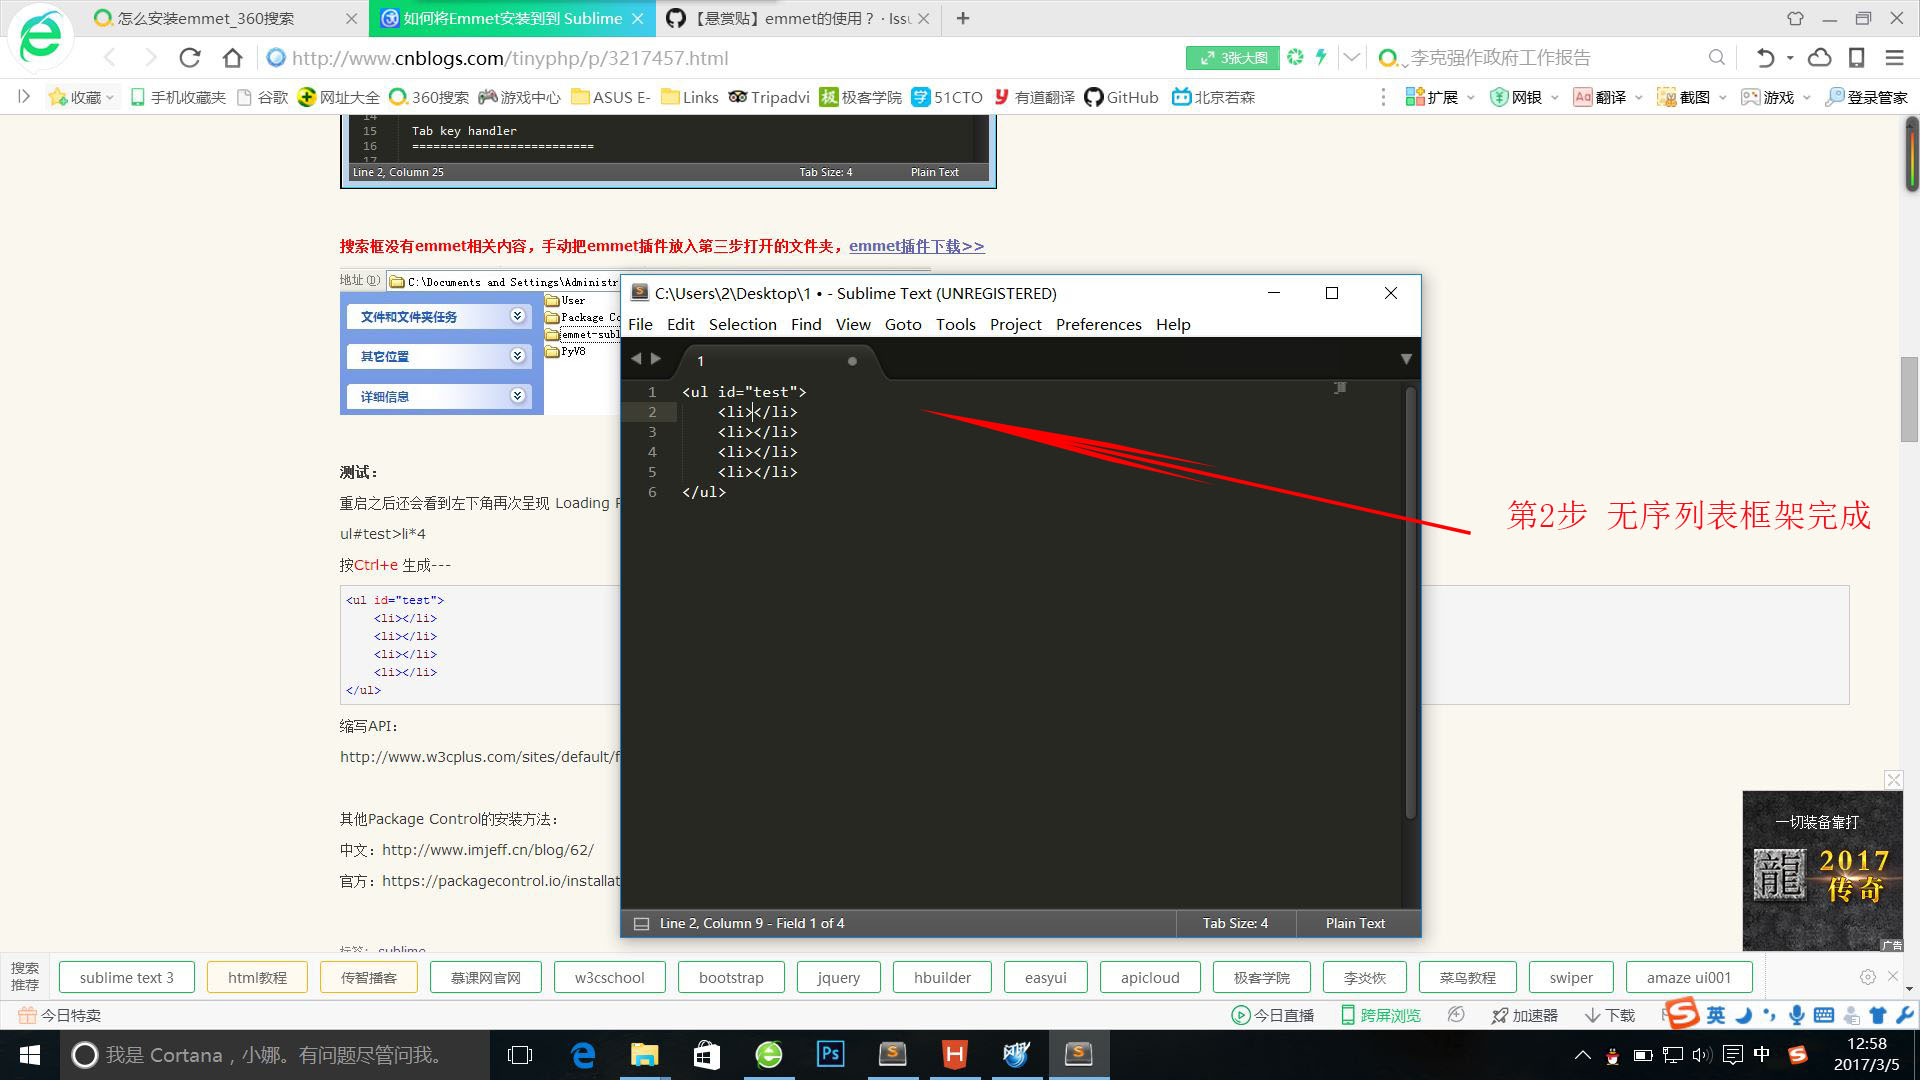 怎么安装emmet_360搜索
如何将Emmet安装到到 Sublime
【悬赏贴】emmet的使用？ · Issu
http://www.cnblogs.com/tinyphp/p/3217457.html
3张大图
李克强作政府工作报告
收藏 手机收藏夹 谷歌 网址大全 360搜索 游戏中心 ASUS E- Links Tripadvi 极客学院 51CTO 有道翻译 GitHub 北京若森 扩展 网银 翻译 截图 游戏 登录管家
14
15 Tab key handler
16 ==========================
17
Line 2, Column 25 Tab Size: 4 Plain Text
搜索框没有emmet相关内容，手动把emmet插件放入第三步打开的文件夹，emmet插件下载>>
地址(D) C:\Documents and Settings\Administr
文件和文件夹任务
其它位置
详细信息
User
Package Co
emmet-subl
PyV8
测试：
重启之后还会看到左下角再次呈现 Loading P
ul#test>li*4
按Ctrl+e 生成---
<ul id="test">
    <li></li>
    <li></li>
    <li></li>
    <li></li>
</ul>
缩写API：
http://www.w3cplus.com/sites/default/f
其他Package Control的安装方法：
中文：http://www.imjeff.cn/blog/62/
官方：https://packagecontrol.io/installat
标签: sublime
C:\Users\2\Desktop\1 • - Sublime Text (UNREGISTERED)
File Edit Selection Find View Goto Tools Project Preferences Help
1
1 <ul id="test">
2     <li></li>
3     <li></li>
4     <li></li>
5     <li></li>
6 </ul>
Line 2, Column 9 - Field 1 of 4 Tab Size: 4 Plain Text
第2步 无序列表框架完成
一切装备靠打
龍
2017
传奇
广告
搜索
推荐
sublime text 3 html教程 传智播客 慕课网官网 w3cschool bootstrap jquery hbuilder easyui apicloud 极客学院 李炎恢 菜鸟教程 swiper amaze ui001
今日特卖 今日直播 跨屏浏览 加速器 下载 英
我是 Cortana，小娜。有问题尽管问我。
Ps
中
12:58
2017/3/5